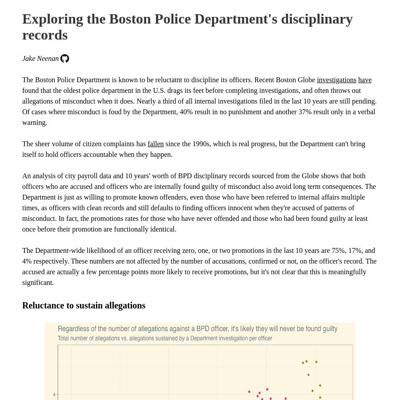 Exploring the Boston Police Department's disciplinary
records
Jake Neenan
The Boston Police Department is known to be reluctatnt to discipline its officers. Recent Boston Globe investigations have
found that the oldest police department in the U.S. drags its feet before completing investigations, and often throws out
allegations of misconduct when it does. Nearly a third of all internal investigations filed in the last 10 years are still pending.
Of cases where misconduct is foud by the Department, 40% result in no punishment and another 37% result only in a verbal
warning.
The sheer volume of citizen complaints has fallen since the 1990s, which is real progress, but the Department can't bring
itself to hold officers accountable when they happen.
An analysis of city payroll data and 10 years' worth of BPD disciplinary records sourced from the Globe shows that both
officers who are accused and officers who are internally found guilty of misconduct also avoid long term consequences. The
Department is just as willing to promote known offenders, even those who have been referred to internal affairs multiple
times, as officers with clean records and still defaults to finding officers innocent when they're accused of patterns of
misconduct. In fact, the promotions rates for those who have never offended and those who had been found guilty at least
once before their promotion are functionally identical.
The Department-wide likelihood of an officer receiving zero, one, or two promotions in the last 10 years are 75%, 17%, and
4% respectively. These numbers are not affected by the number of accusations, confirmed or not, on the officer's record. The
accused are actually a few percentage points more likely to receive promotions, but it's not clear that this is meaningfully
significant.
Reluctance to sustain allegations
Regardless of the number of allegations against a BPD officer, it's likely they will never be found guilty
Total number of allegations vs. allegations sustained by a Department investigation per officer
4